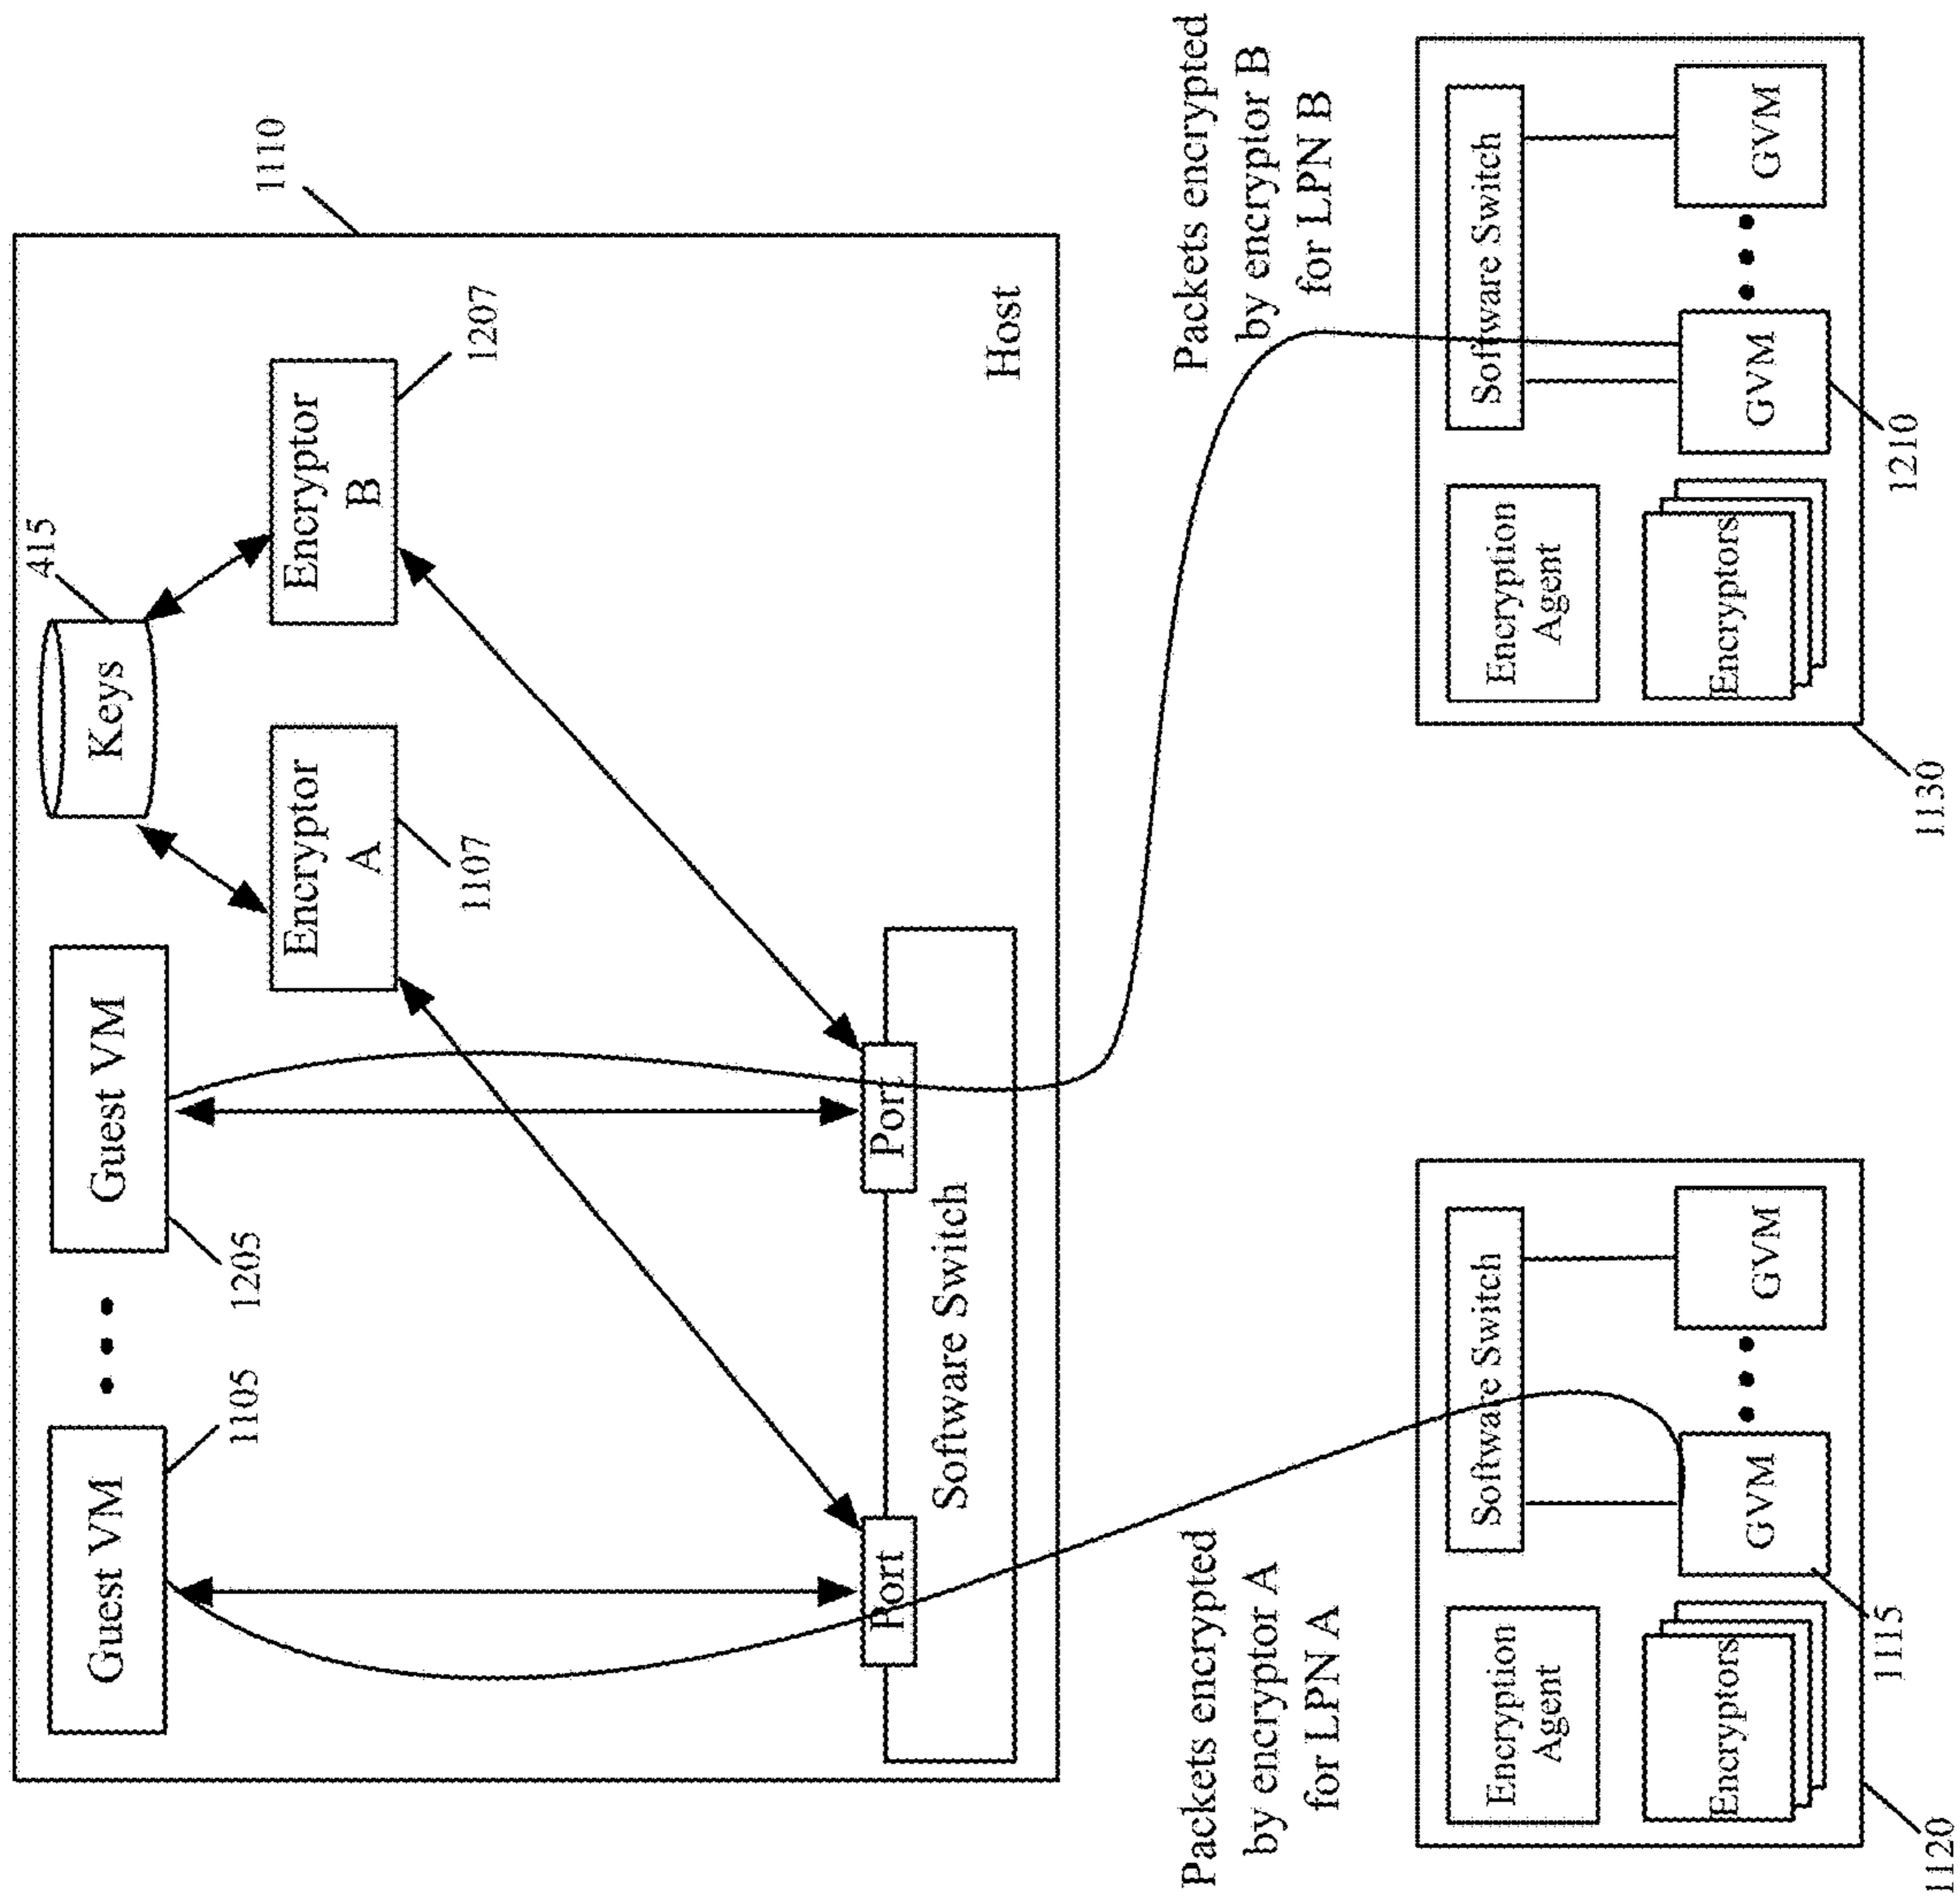 1110
415
Keys
Guest VM
Guest VM
1105
1205
Encryptor
A
Encryptor
B
1107
1207
Port
Port
Software Switch
Host
Packets encrypted
by encryptor A
for LPN A
Packets encrypted
by encryptor B
for LPN B
Encryption
Agent
Software Switch
Encryptors
GVM
GVM
1115
1120
Encryption
Agent
Software Switch
Encryptors
GVM
GVM
1210
1130